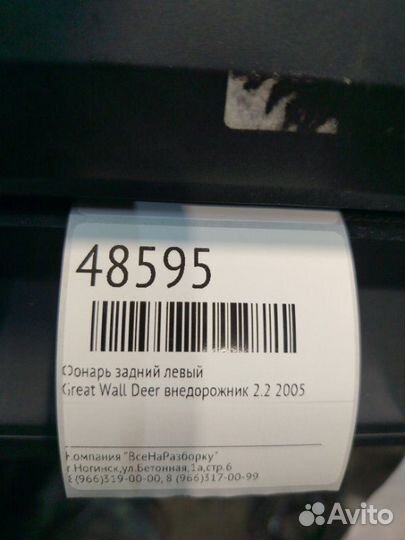 48595
Фонарь задний левый
Great Wall Deer внедорожник 2.2 2005
Компания "ВсеНаРазборку"
г Ногинск,ул.Бетонная,1а,стр.6
8(966)319-00-00, 8 (966)317-00-99
Avito